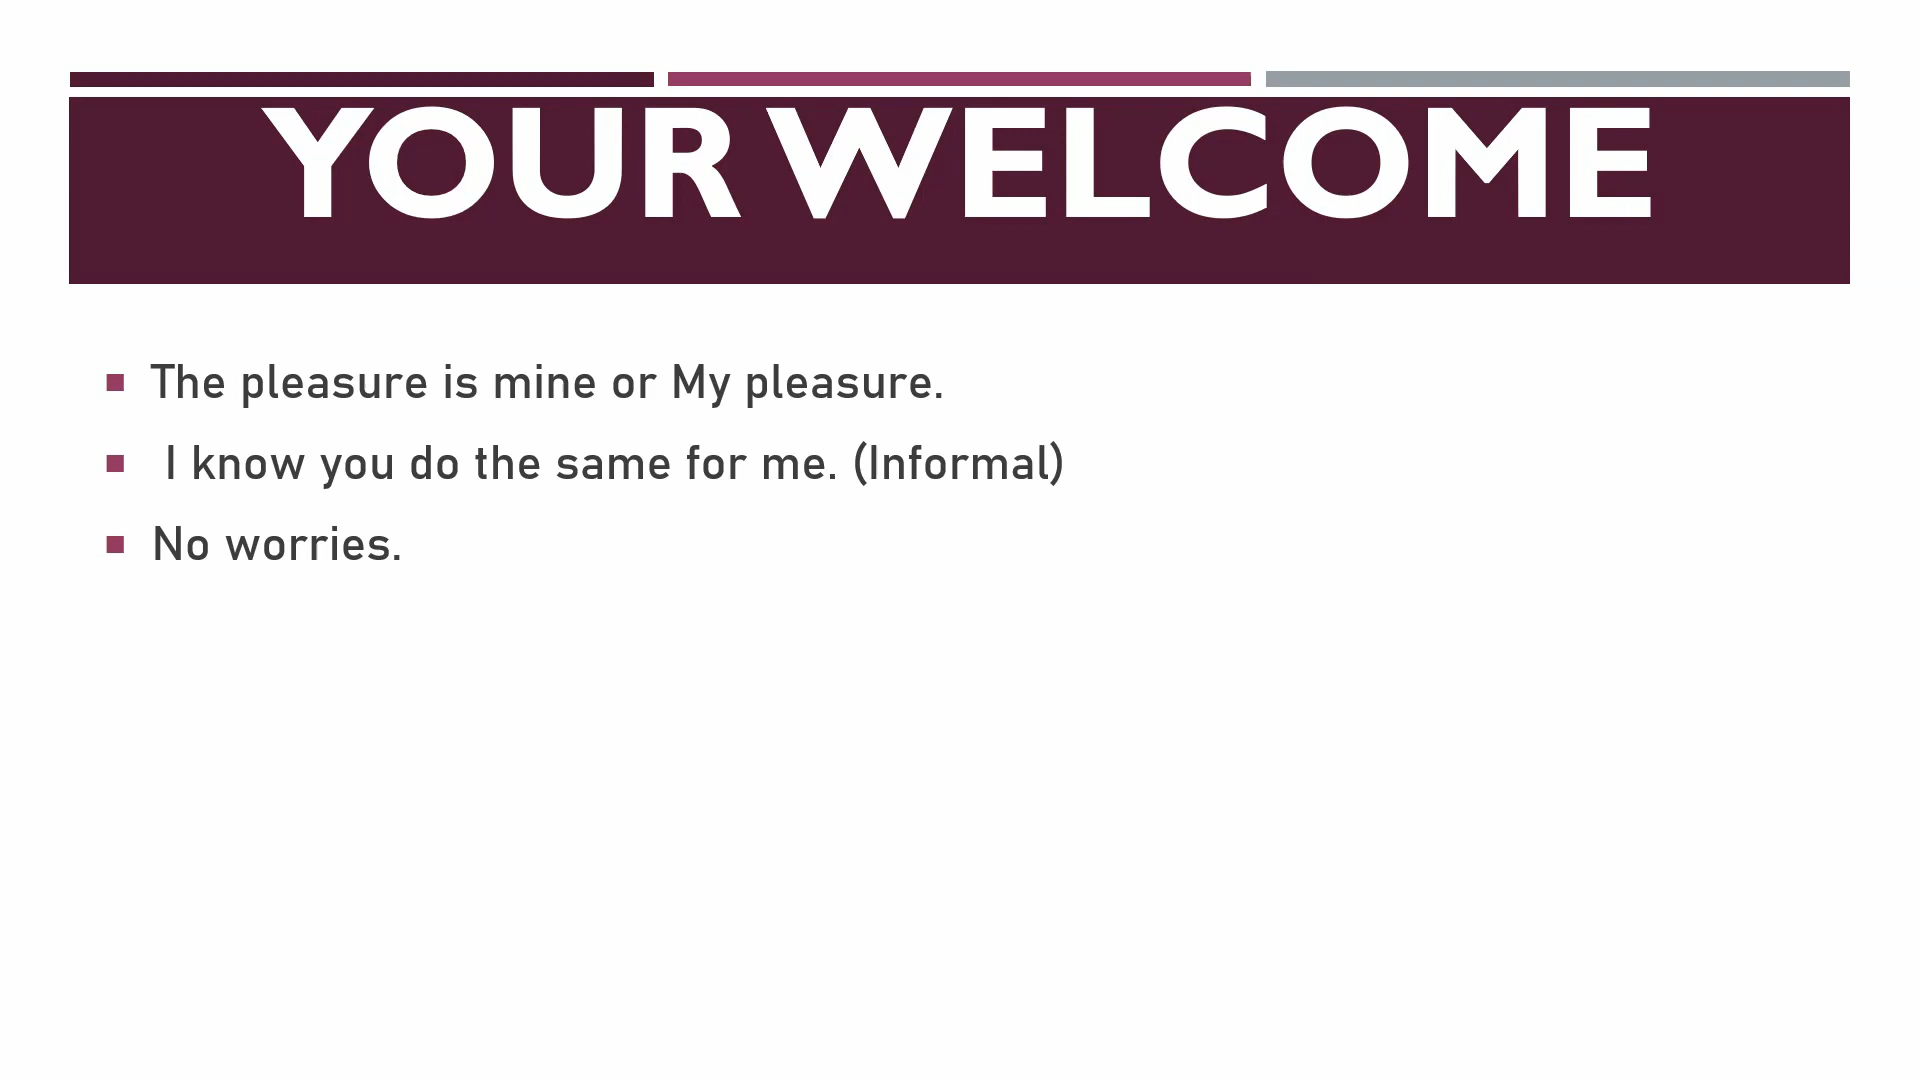 YOUR WELCOME
The pleasure is mine or My pleasure.
I know you do the same for me. (Informal)
No worries.